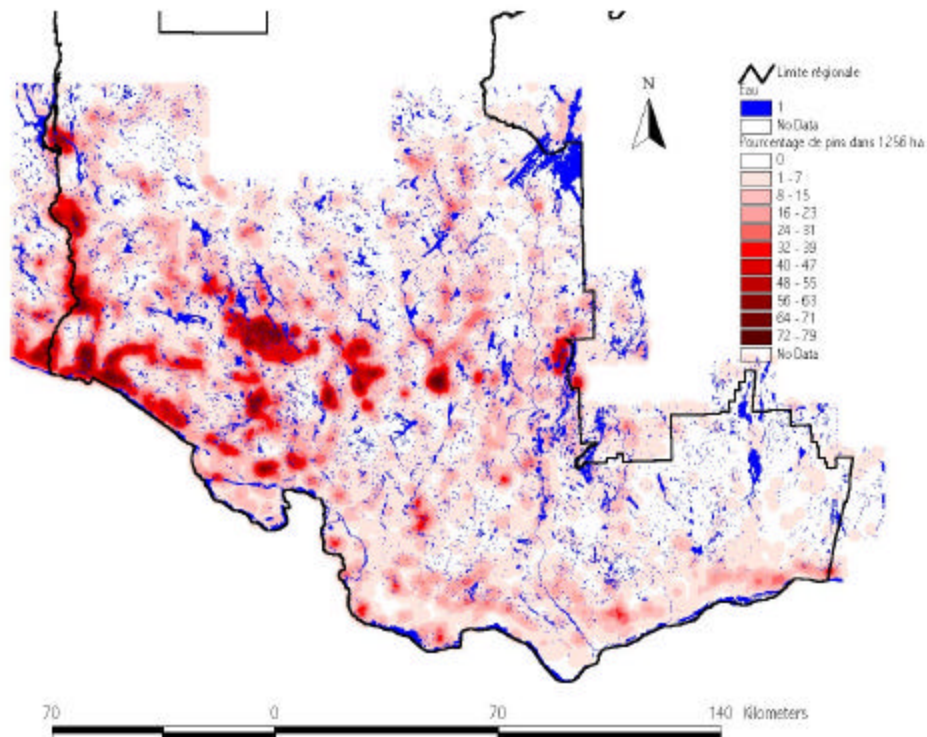 N
Limite régionale
Eau
1
No Data
Pourcentage de pins dans 1256 ha
0
1 - 7
8 - 15
16 - 23
24 - 31
32 - 39
40 - 47
48 - 55
56 - 63
64 - 71
72 - 79
No Data
70 0 70 140 Kilometers